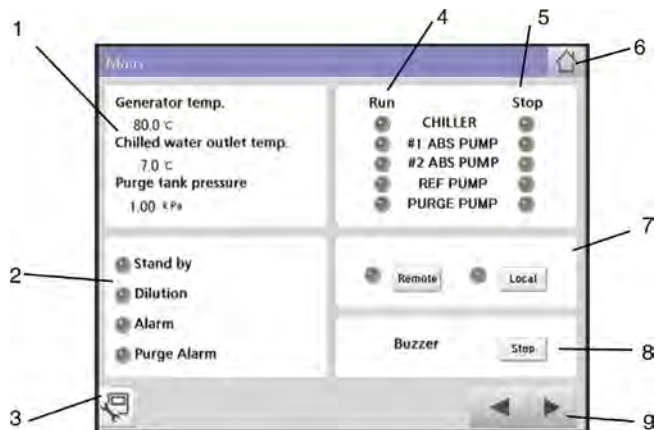 1
4
5
6
Main
Generator temp.
80.0 ℃
Chilled water outlet temp.
7.0 ℃
Purge tank pressure
1.00 kPa
Run
Stop
CHILLER
#1 ABS PUMP
#2 ABS PUMP
REF PUMP
PURGE PUMP
7
2
Stand by
Dilution
Alarm
Purge Alarm
Remote
Local
Buzzer
Stop
8
3
9